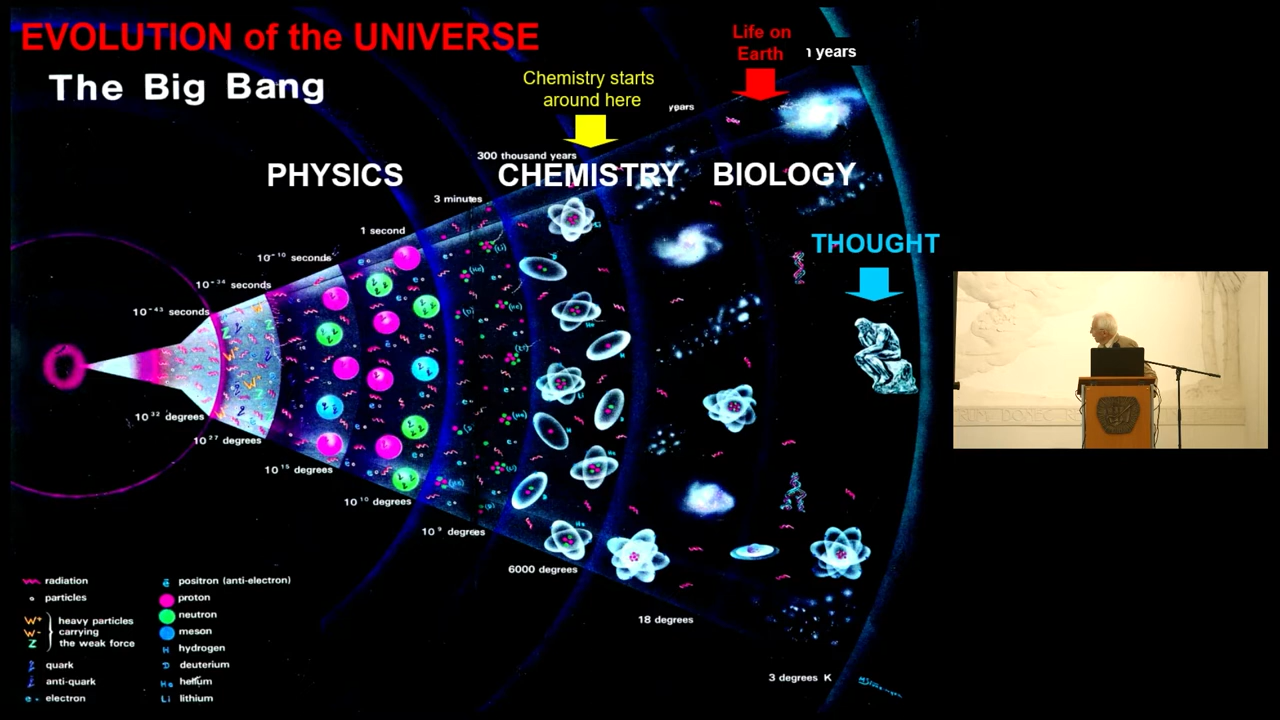 EVOLUTION of the UNIVERSE
The Big Bang
Life on
Earth
years
Chemistry starts
around here
years
300 thousand years
PHYSICS
CHEMISTRY
BIOLOGY
3 minutes
1 second
THOUGHT
10⁻¹⁰ seconds
10⁻³⁴ seconds
10⁻⁴³ seconds
10³² degrees
10²⁷ degrees
10¹⁵ degrees
10¹⁰ degrees
10⁹ degrees
6000 degrees
18 degrees
3 degrees K
radiation
particles
W+
W-
Z
heavy particles
carrying
the weak force
quark
anti-quark
e- electron
positron (anti-electron)
proton
neutron
meson
H hydrogen
D deuterium
He helium
Li lithium